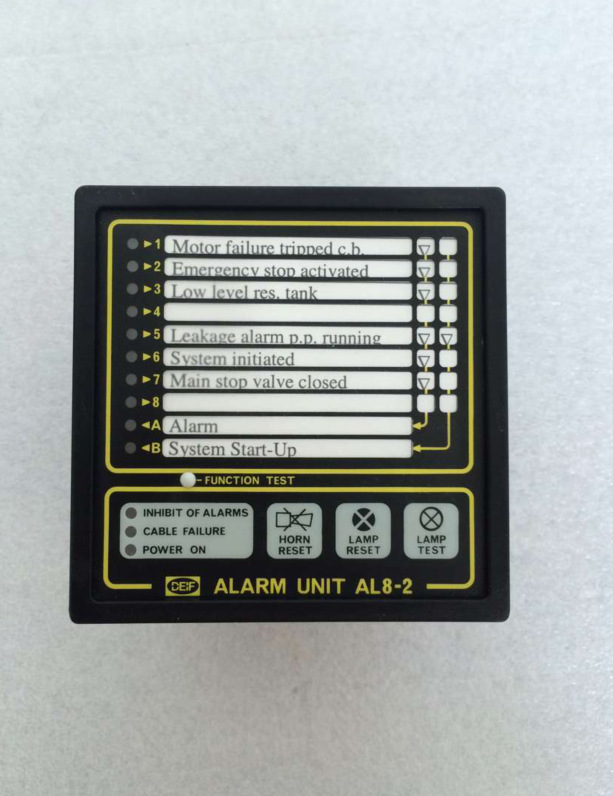 ►1 Motor failure tripped c.b. ▽
►2 Emergency stop activated ▽
►3 Low level res. tank ▽
►4
►5 Leakage alarm p.p. running ▽ ▽
►6 System initiated ▽
►7 Main stop valve closed ▽
►8
◄A Alarm
◄B System Start-Up
FUNCTION TEST
INHIBIT OF ALARMS
CABLE FAILURE
POWER ON
HORN
RESET
LAMP
RESET
LAMP
TEST
DEIF ALARM UNIT AL8-2